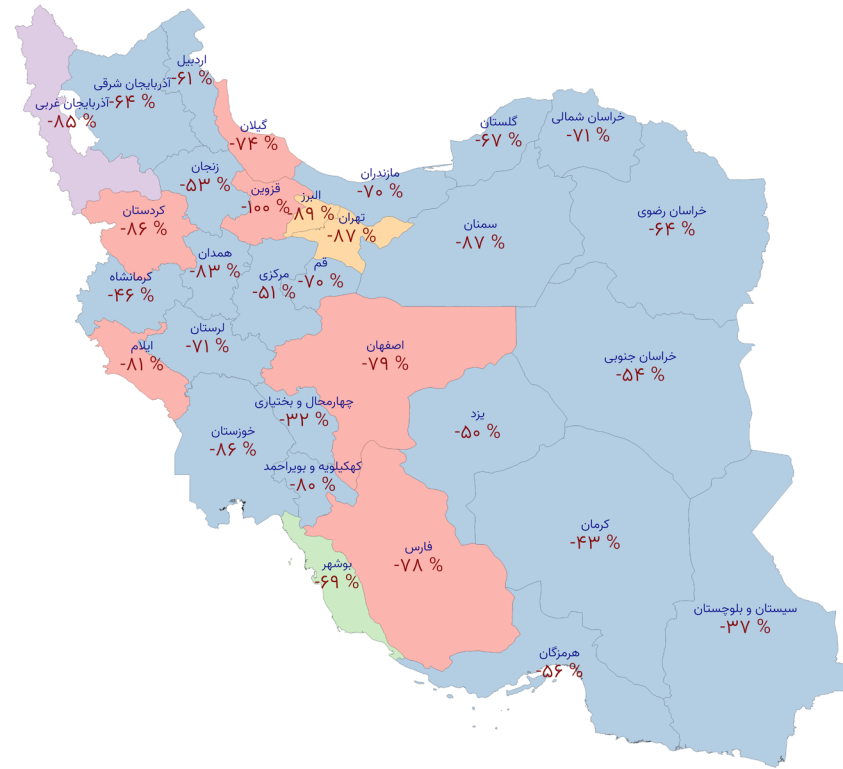 اردبیل
-۶۱ %
آذربایجان شرقی
-۶۴ %
آذربایجان غربی
-۸۵ %
گیلان
-۷۴ %
گلستان
-۶۷ %
خراسان شمالی
-۷۱ %
زنجان
-۵۳ %
مازندران
-۷۰ %
قزوین
-۱۰۰ %
البرز
-۸۹ %
تهران
-۸۷ %
کردستان
-۸۶ %
سمنان
-۸۷ %
خراسان رضوی
-۶۴ %
همدان
-۸۳ %
قم
-۷۰ %
مرکزی
-۵۱ %
کرمانشاه
-۴۶ %
لرستان
-۷۱ %
ایلام
-۸۱ %
اصفهان
-۷۹ %
خراسان جنوبی
-۵۴ %
چهارمحال و بختیاری
-۳۲ %
یزد
-۵۰ %
خوزستان
-۸۶ %
کهکیلویه و بویراحمد
-۸۰ %
کرمان
-۴۳ %
فارس
-۷۸ %
بوشهر
-۶۹ %
سیستان و بلوچستان
-۳۷ %
هرمزگان
-۵۶ %